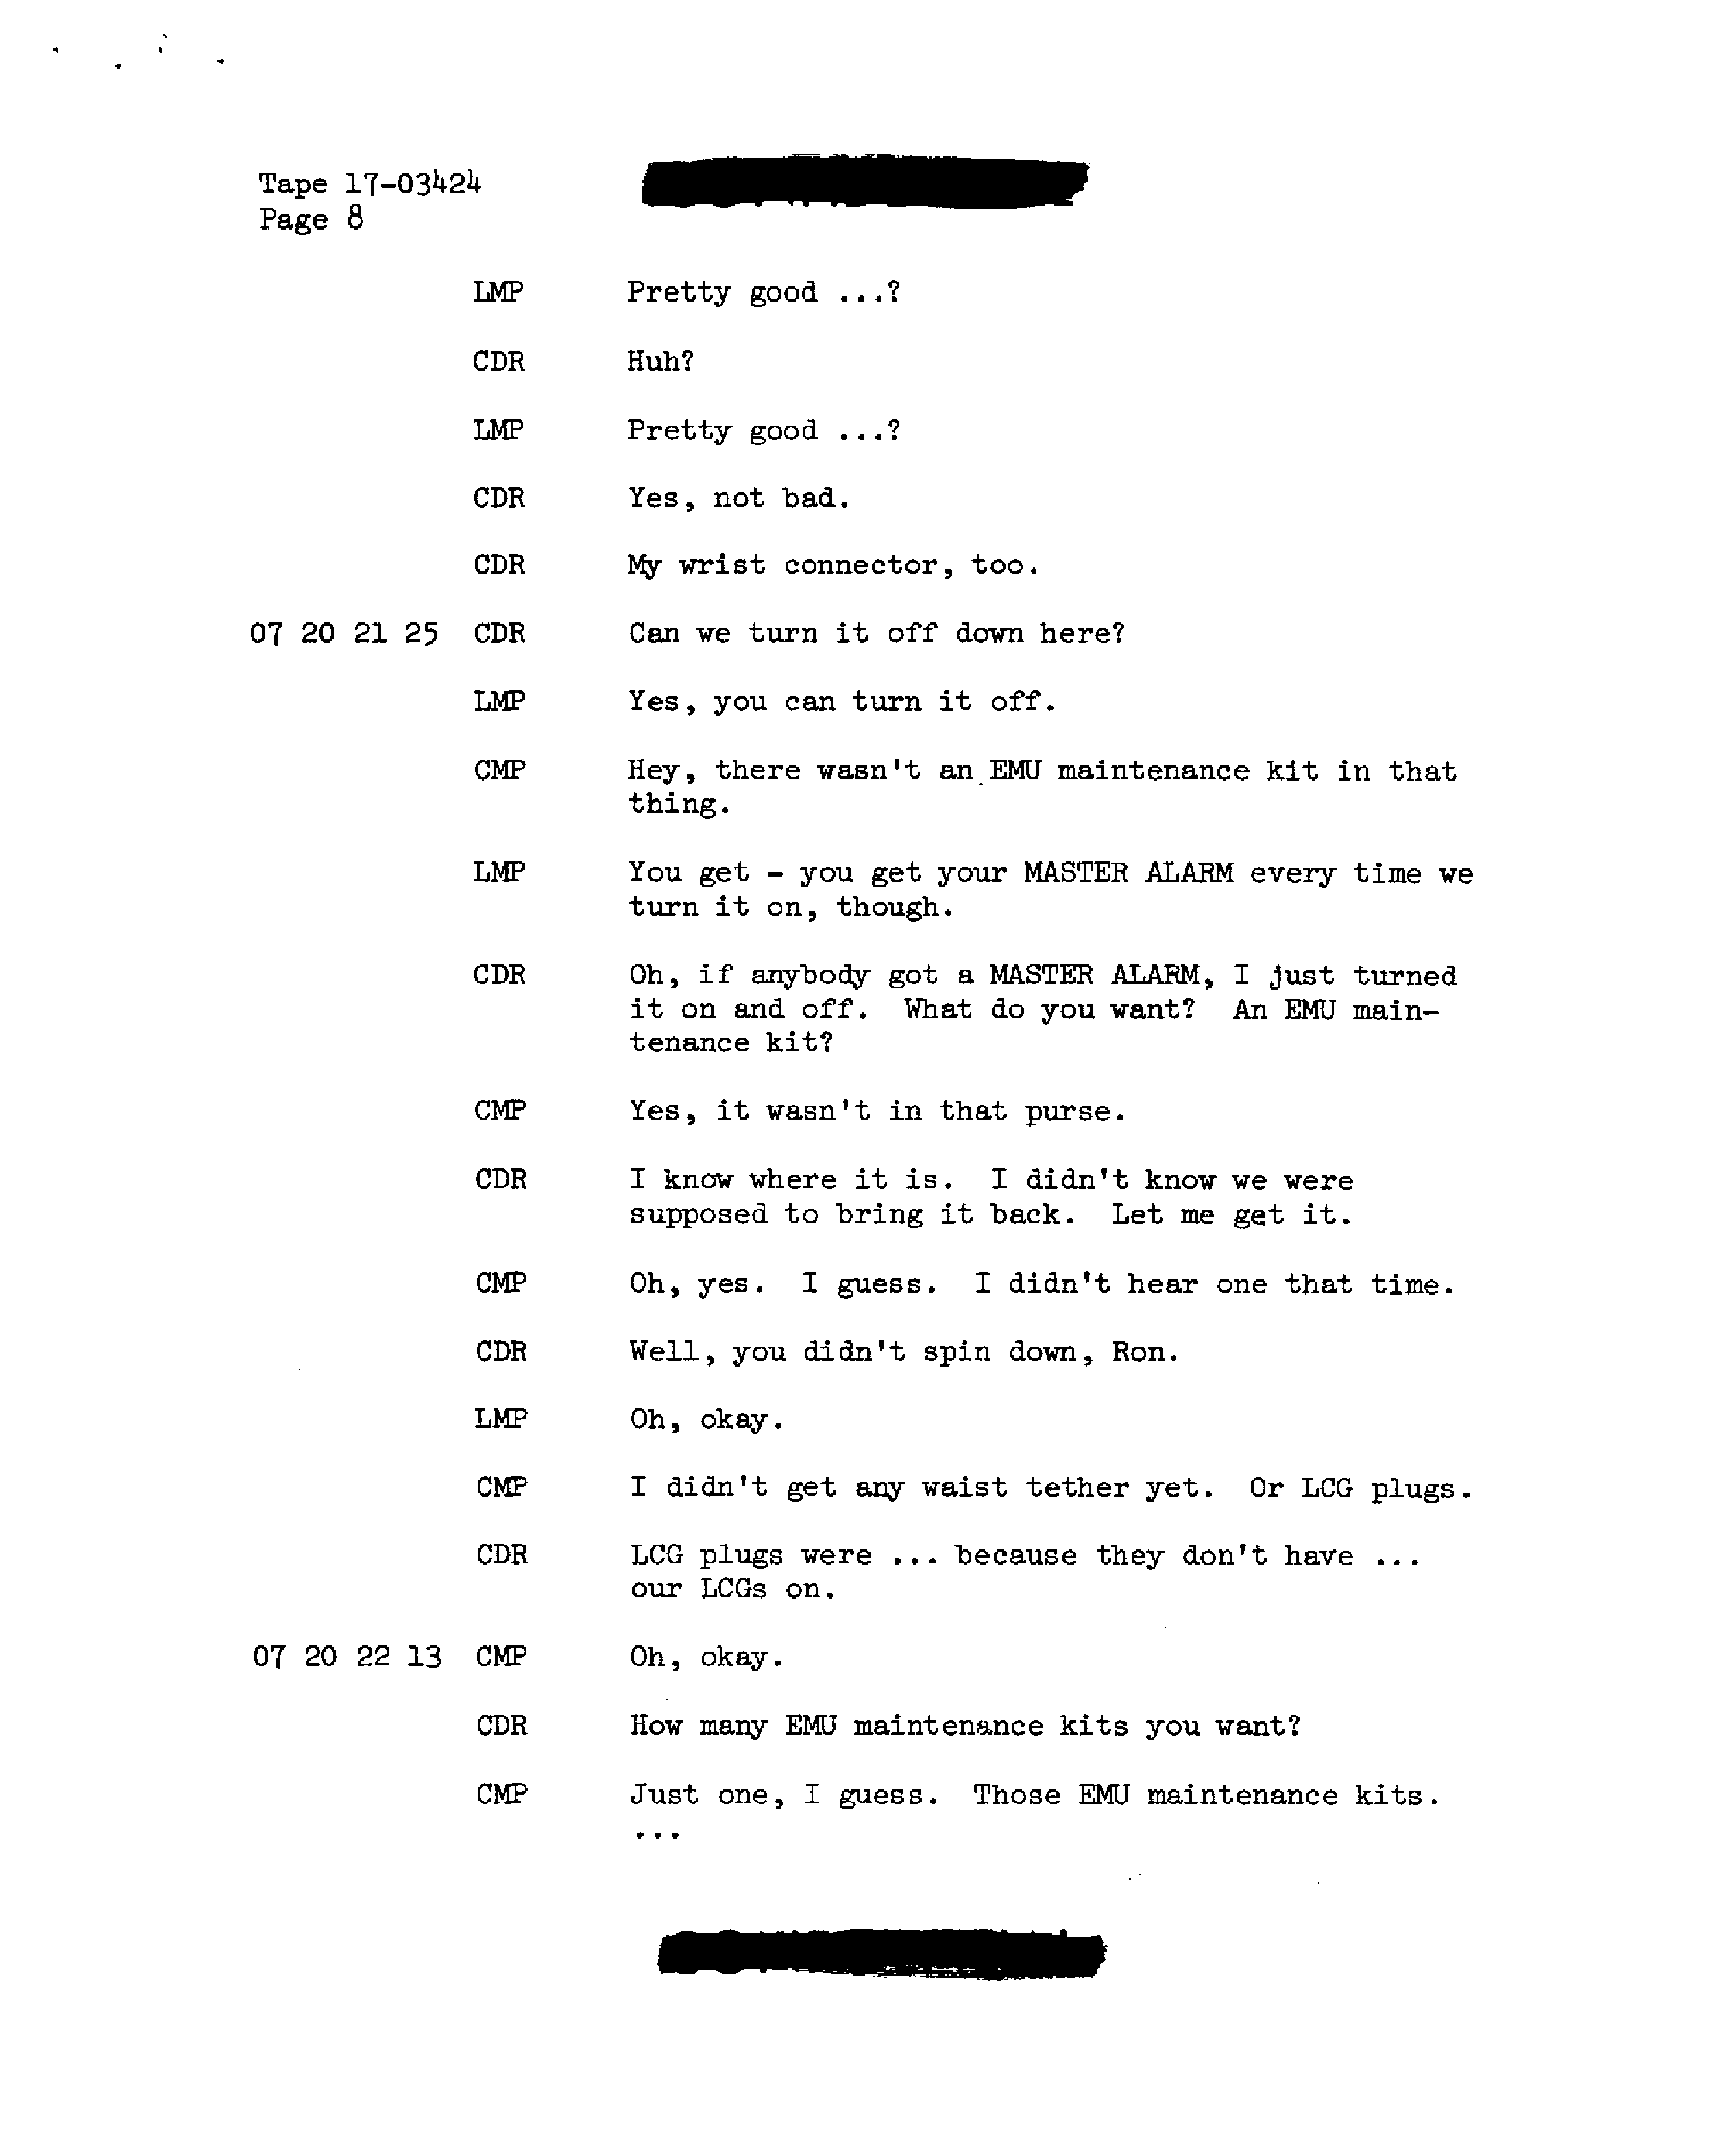 Tape 17-03424
Page 8
LMP Pretty good ...?
CDR Huh?
LMP Pretty good ...?
CDR Yes, not bad.
CDR My wrist connector, too.
07 20 21 25 CDR Can we turn it off down here?
LMP Yes, you can turn it off.
CMP Hey, there wasn't an EMU maintenance kit in that
thing.
LMP You get - you get your MASTER ALARM every time we
turn it on, though.
CDR Oh, if anybody got a MASTER ALARM, I just turned
it on and off. What do you want? An EMU main-
tenance kit?
CMP Yes, it wasn't in that purse.
CDR I know where it is. I didn't know we were
supposed to bring it back. Let me get it.
CMP Oh, yes. I guess. I didn't hear one that time.
CDR Well, you didn't spin down, Ron.
LMP Oh, okay.
CMP I didn't get any waist tether yet. Or LCG plugs.
CDR LCG plugs were ... because they don't have ...
our LCGs on.
07 20 22 13 CMP Oh, okay.
CDR How many EMU maintenance kits you want?
CMP Just one, I guess. Those EMU maintenance kits.
...